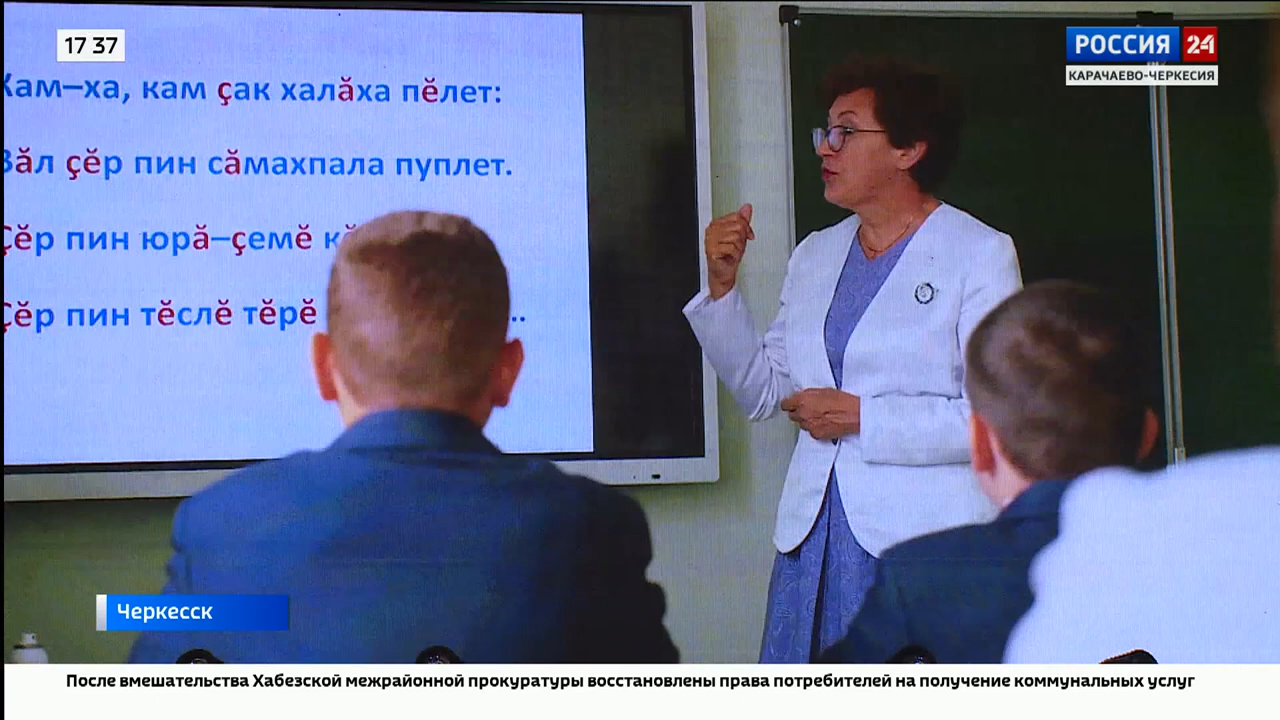 17 37
РОССИЯ 24
КАРАЧАЕВО-ЧЕРКЕСИЯ
Кам–ха, кам ҫак халӑха пӗлет:
Вӑл ҫӗр пин сӑмахпала пуплет.
Ҫӗр пин юрӑ–ҫемӗ
Ҫӗр пин тӗслӗ тӗрӗ ...
Черкесск
После вмешательства Хабезской межрайонной прокуратуры восстановлены права потребителей на получение коммунальных услуг